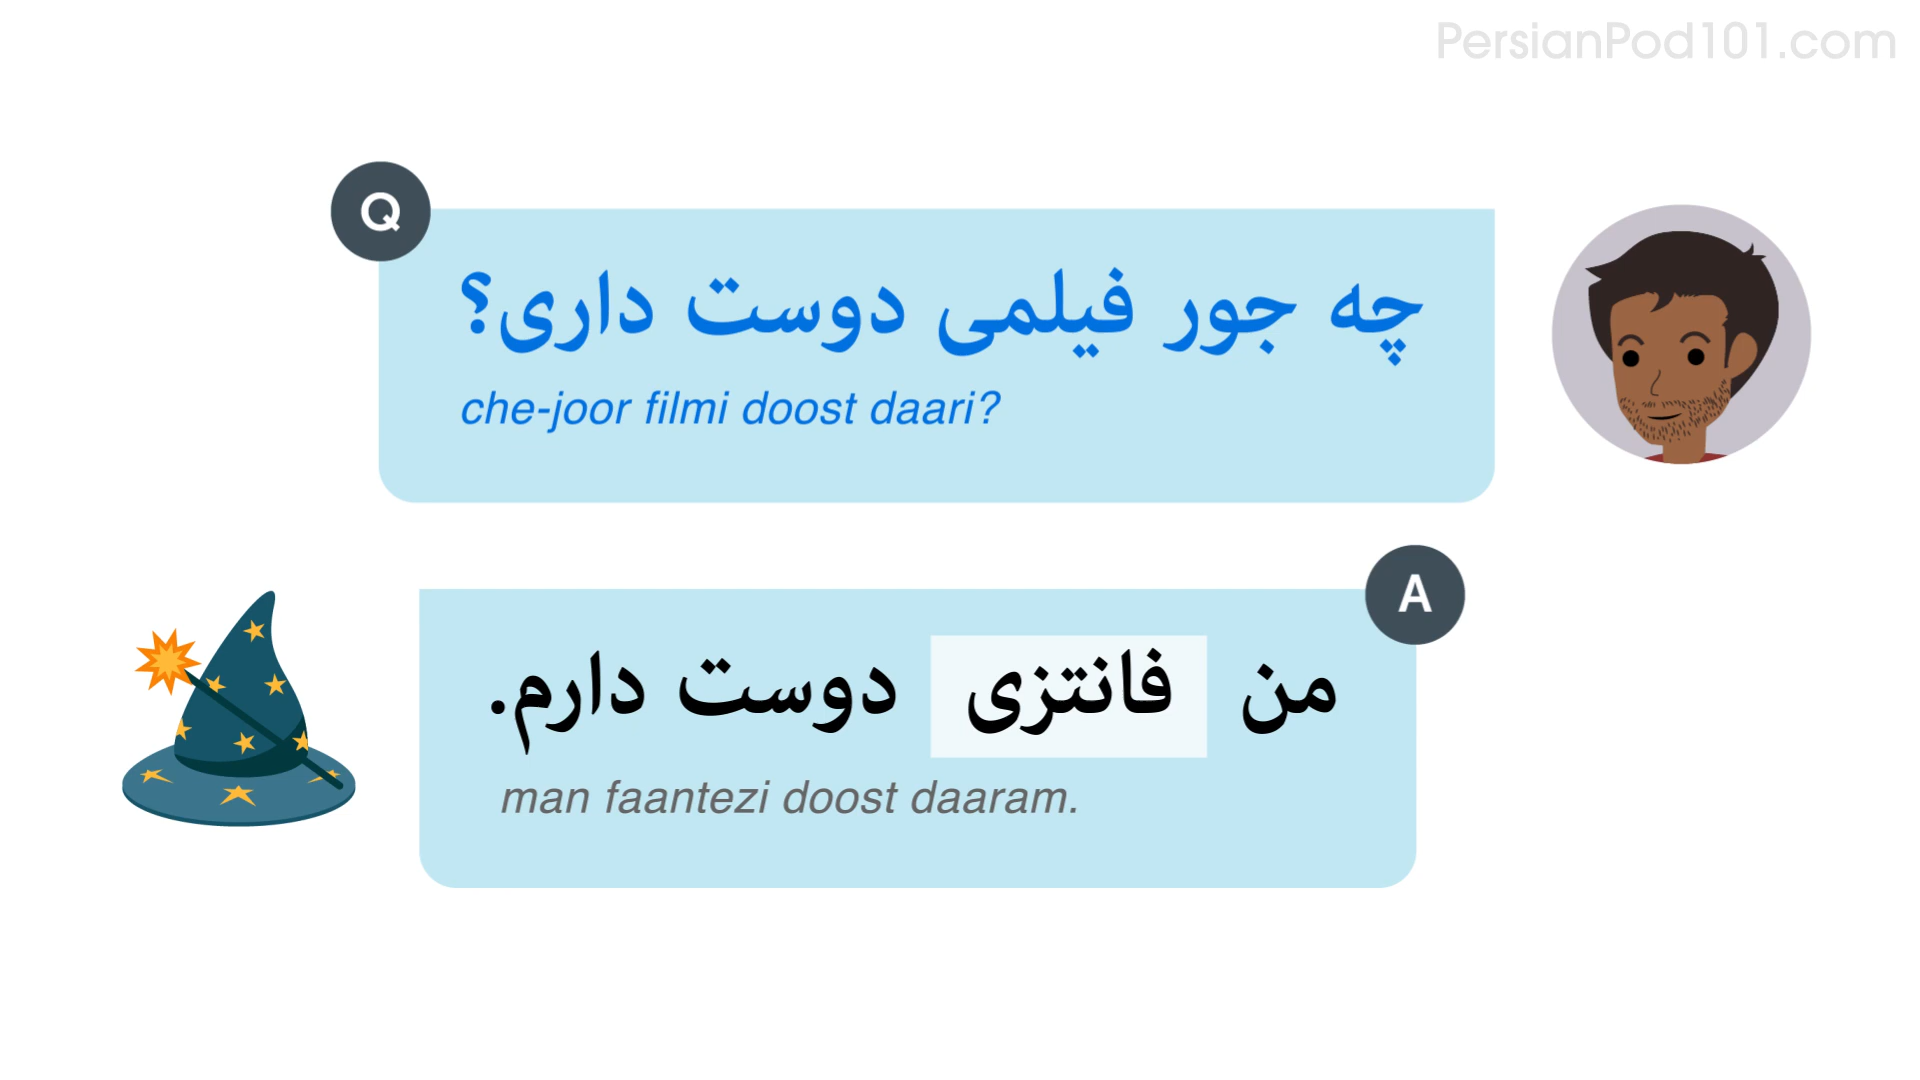 PersianPod101.com
Q
چه جور فیلمی دوست داری؟
che-joor filmi doost daari?
A
من فانتزی دوست دارم.
man faantezi doost daaram.